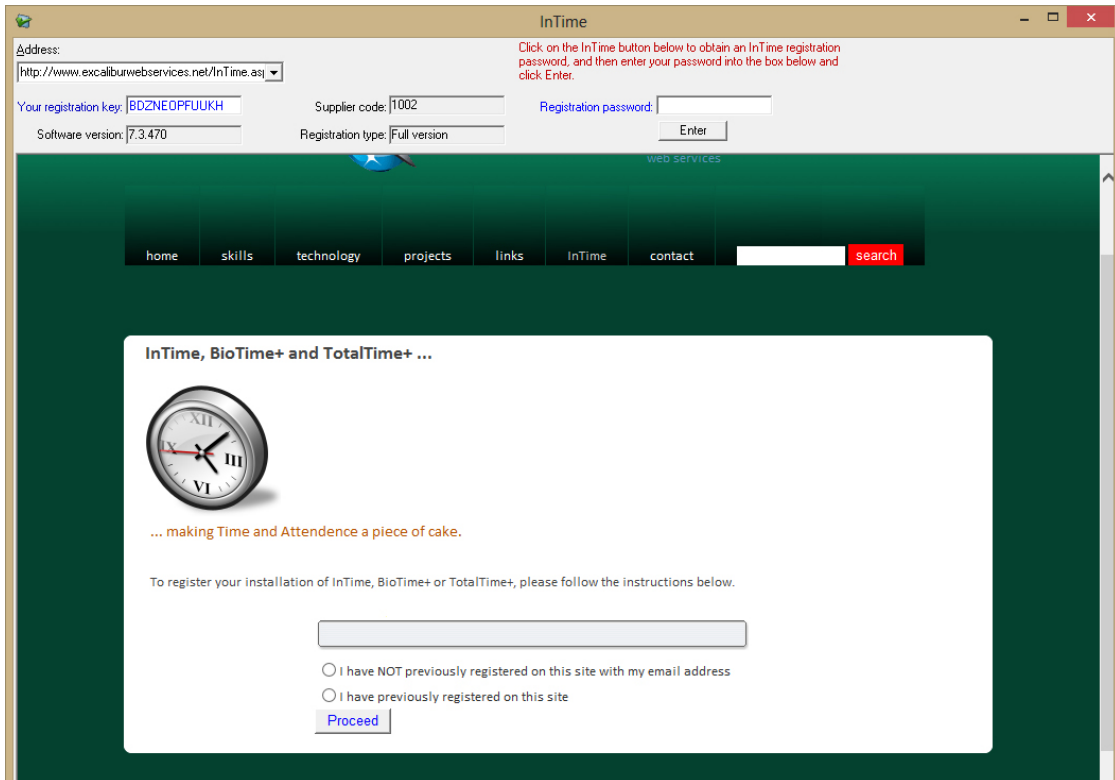 InTime
Address:
Click on the InTime button below to obtain an InTime registration
password, and then enter your password into the box below and
click Enter.
http://www.excaliburwebservices.net/InTime.as
Your registration key: BDZNEOPFUUKH
Supplier code: 1002
Registration password:
Software version: 7.3.470
Registration type: Full version
Enter
web services
home skills technology projects links InTime contact search
InTime, BioTime+ and TotalTime+ ...
XII
IX III
VI
... making Time and Attendence a piece of cake.
To register your installation of InTime, BioTime+ or TotalTime+, please follow the instructions below.
I have NOT previously registered on this site with my email address
I have previously registered on this site
Proceed